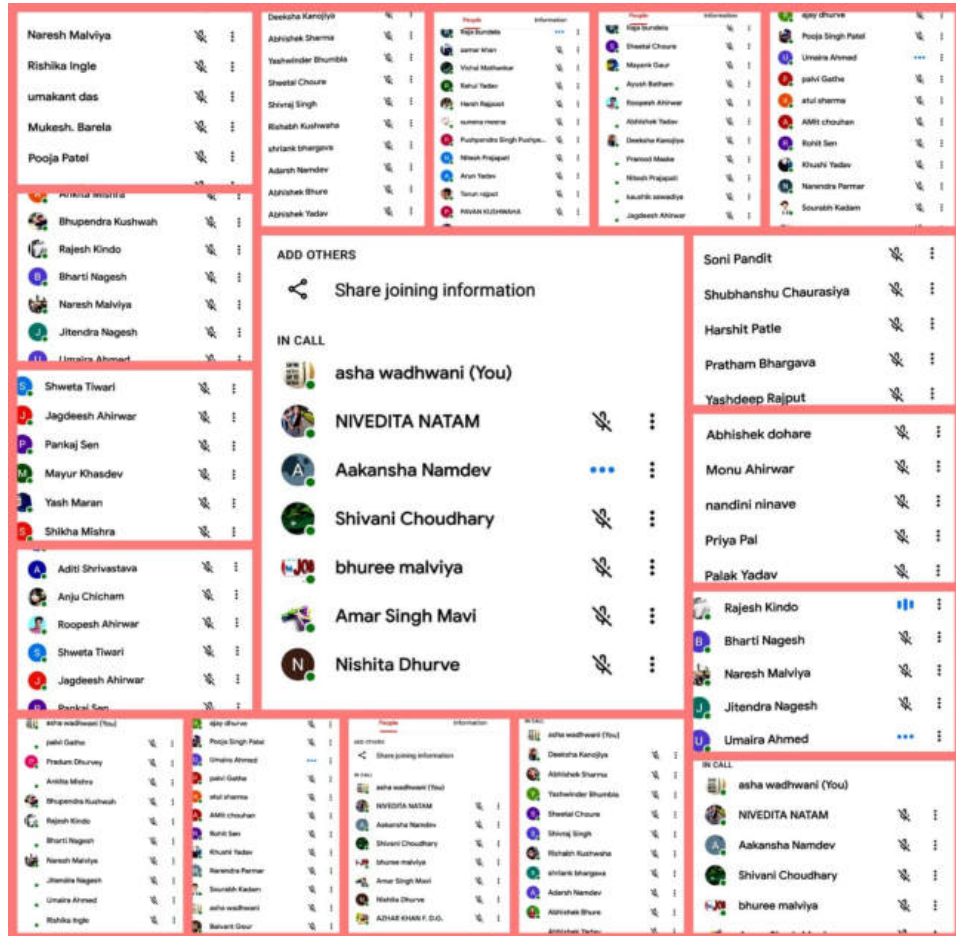 Naresh Malviya
Rishika Ingle
umakant das
Mukesh. Barela
Pooja Patel
Deeksha Kanojiya
Abhishek Sharma
Yashwinder Bhumbla
Sheetal Choure
Shivraj Singh
Rishabh Kushwaha
shriank bhargava
Adarsh Namdev
Abhishek Bhure
Abhishek Yadav
People Information
Raja Bundela
samar khan
Vishal Mathankar
Rahul Yadav
Harsh Rajpoot
sumena meena
Pushpendra Singh Pushpe...
Nitesh Prajapati
Arun Yadav
Tarun rajput
PAVAN KUSHWAHA
People Information
Raja Bundela
Sheetal Choure
Mayank Gaur
Ayush Batham
Roopesh Ahirwar
Abhishek Yadav
Deeksha Kanojiya
Pramod Maske
Nitesh Prajapati
kaushik sawadiya
Jagdeesh Ahirwar
ajay dhurve
Pooja Singh Patel
Umaira Ahmed
palvi Gathe
atul sharma
AMit chouhan
Rohit Sen
Khushi Yadav
Narendra Parmar
Sourabh Kadam
Ankita Mishra
Bhupendra Kushwah
Rajesh Kindo
Bharti Nagesh
Naresh Malviya
Jitendra Nagesh
Umaira Ahmed
Shweta Tiwari
Jagdeesh Ahirwar
Pankaj Sen
Mayur Khasdev
Yash Maran
Shikha Mishra
Aditi Shrivastava
Anju Chicham
Roopesh Ahirwar
Shweta Tiwari
Jagdeesh Ahirwar
Pankaj Sen
ADD OTHERS
Share joining information
IN CALL
asha wadhwani (You)
NIVEDITA NATAM
Aakansha Namdev
Shivani Choudhary
bhuree malviya
Amar Singh Mavi
Nishita Dhurve
Soni Pandit
Shubhanshu Chaurasiya
Harshit Patle
Pratham Bhargava
Yashdeep Rajput
Abhishek dohare
Monu Ahirwar
nandini ninave
Priya Pal
Palak Yadav
Rajesh Kindo
Bharti Nagesh
Naresh Malviya
Jitendra Nagesh
Umaira Ahmed
asha wadhwani (You)
palvi Gathe
Pradum Dhurvey
Ankita Mishra
Bhupendra Kushwah
Rajesh Kindo
Bharti Nagesh
Naresh Malviya
Jitendra Nagesh
Umaira Ahmed
Rishika Ingle
ajay dhurve
Pooja Singh Patel
Umaira Ahmed
palvi Gathe
atul sharma
AMit chouhan
Rohit Sen
Khushi Yadav
Narendra Parmar
Sourabh Kadam
asha wadhwani
Balvant Gour
People Information
ADD OTHERS
Share joining information
IN CALL
asha wadhwani (You)
NIVEDITA NATAM
Aakansha Namdev
Shivani Choudhary
bhuree malviya
Amar Singh Mavi
Nishita Dhurve
AZHAR KHAN F. D.G.
IN CALL
asha wadhwani (You)
Deeksha Kanojiya
Abhishek Sharma
Yashwinder Bhumbla
Sheetal Choure
Shivraj Singh
Rishabh Kushwaha
shriank bhargava
Adarsh Namdev
Abhishek Bhure
Abhishek Yadav
IN CALL
asha wadhwani (You)
NIVEDITA NATAM
Aakansha Namdev
Shivani Choudhary
bhuree malviya